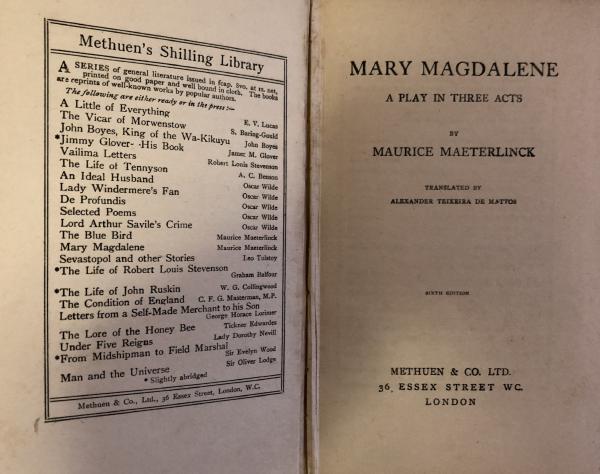 Methuen's Shilling Library
A SERIES of general literature issued in fcap. 8vo. at 1s. net,
printed on good paper and well bound in cloth. The books
are reprints of well-known works by popular authors.
The following are either ready or in the press:—
A Little of Everything E. V. Lucas
The Vicar of Morwenstow S. Baring-Gould
John Boyes, King of the Wa-Kikuyu John Boyes
*Jimmy Glover- His Book James M. Glover
Vailima Letters Robert Louis Stevenson
The Life of Tennyson A. C. Benson
An Ideal Husband Oscar Wilde
Lady Windermere's Fan Oscar Wilde
De Profundis Oscar Wilde
Selected Poems Oscar Wilde
Lord Arthur Savile's Crime Oscar Wilde
The Blue Bird Maurice Maeterlinck
Mary Magdalene Maurice Maeterlinck
Sevastopol and other Stories Leo Tolstoy
*The Life of Robert Louis Stevenson
Graham Balfour
*The Life of John Ruskin W. G. Collingwood
The Condition of England C. F. G. Masterman, M.P.
Letters from a Self-Made Merchant to his Son
George Horace Lorimer
The Lore of the Honey Bee Tickner Edwardes
Under Five Reigns Lady Dorothy Nevill
*From Midshipman to Field Marshal
Sir Evelyn Wood
Man and the Universe Sir Oliver Lodge
* Slightly abridged
Methuen & Co., Ltd., 36 Essex Street, London, W.C.
MARY MAGDALENE
A PLAY IN THREE ACTS
BY
MAURICE MAETERLINCK
TRANSLATED BY
ALEXANDER TEIXEIRA DE MATTOS
SIXTH EDITION
METHUEN & CO. LTD.
36, ESSEX STREET WC.
LONDON